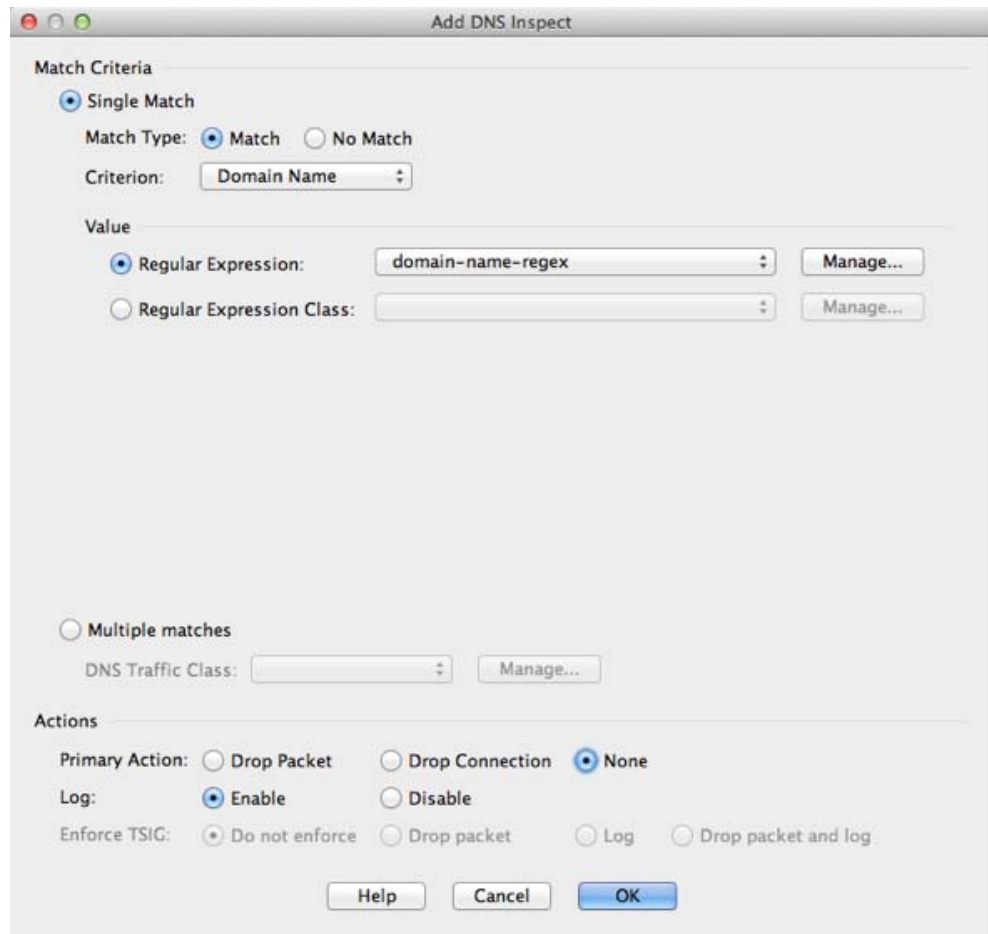 Add DNS Inspect
Match Criteria
Single Match
Match Type: Match No Match
Criterion: Domain Name
Value
Regular Expression: domain-name-regex Manage...
Regular Expression Class: Manage...
Multiple matches
DNS Traffic Class: Manage...
Actions
Primary Action: Drop Packet Drop Connection None
Log: Enable Disable
Enforce TSIG: Do not enforce Drop packet Log Drop packet and log
Help Cancel OK